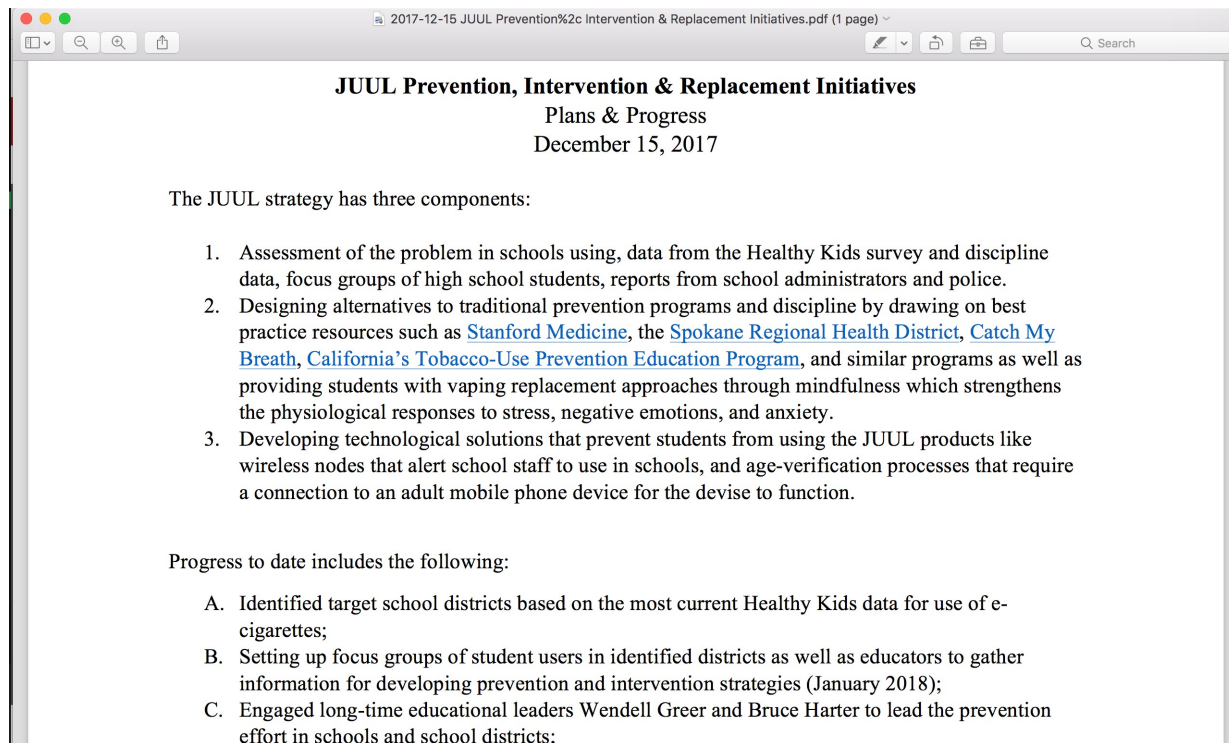 2017-12-15 JUUL Prevention%2c Intervention & Replacement Initiatives.pdf (1 page)
Search
JUUL Prevention, Intervention & Replacement Initiatives
Plans & Progress
December 15, 2017
The JUUL strategy has three components:
1. Assessment of the problem in schools using, data from the Healthy Kids survey and discipline
data, focus groups of high school students, reports from school administrators and police.
2. Designing alternatives to traditional prevention programs and discipline by drawing on best
practice resources such as Stanford Medicine, the Spokane Regional Health District, Catch My
Breath, California's Tobacco-Use Prevention Education Program, and similar programs as well as
providing students with vaping replacement approaches through mindfulness which strengthens
the physiological responses to stress, negative emotions, and anxiety.
3. Developing technological solutions that prevent students from using the JUUL products like
wireless nodes that alert school staff to use in schools, and age-verification processes that require
a connection to an adult mobile phone device for the devise to function.
Progress to date includes the following:
A. Identified target school districts based on the most current Healthy Kids data for use of e-
cigarettes;
B. Setting up focus groups of student users in identified districts as well as educators to gather
information for developing prevention and intervention strategies (January 2018);
C. Engaged long-time educational leaders Wendell Greer and Bruce Harter to lead the prevention
effort in schools and school districts;